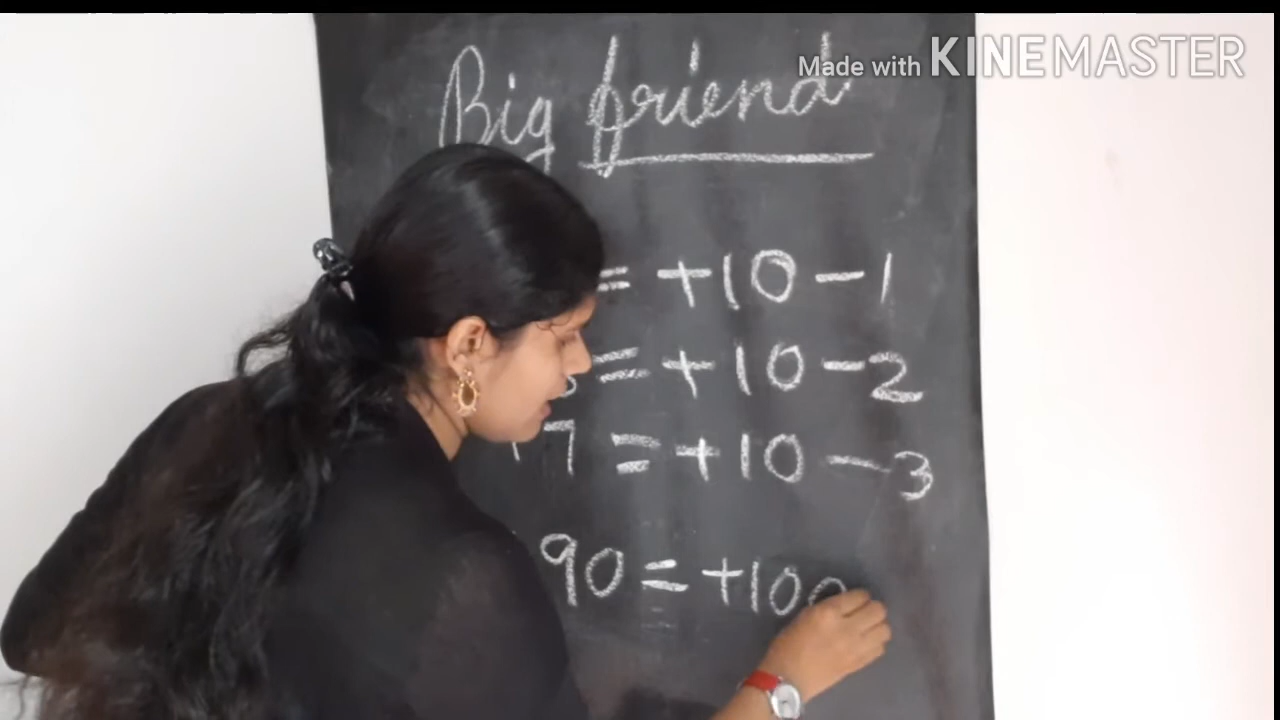 Made with KINEMASTER
Big friend
= +10 - 1
= +10 - 2
+7 = +10 - 3
90 = +100